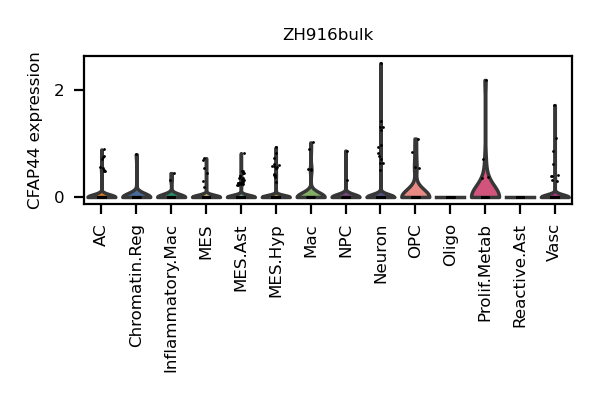 ZH916bulk
CFAP44 expression
2
0
AC
Chromatin.Reg
Inflammatory.Mac
MES
MES.Ast
MES.Hyp
Mac
NPC
Neuron
OPC
Oligo
Prolif.Metab
Reactive.Ast
Vasc